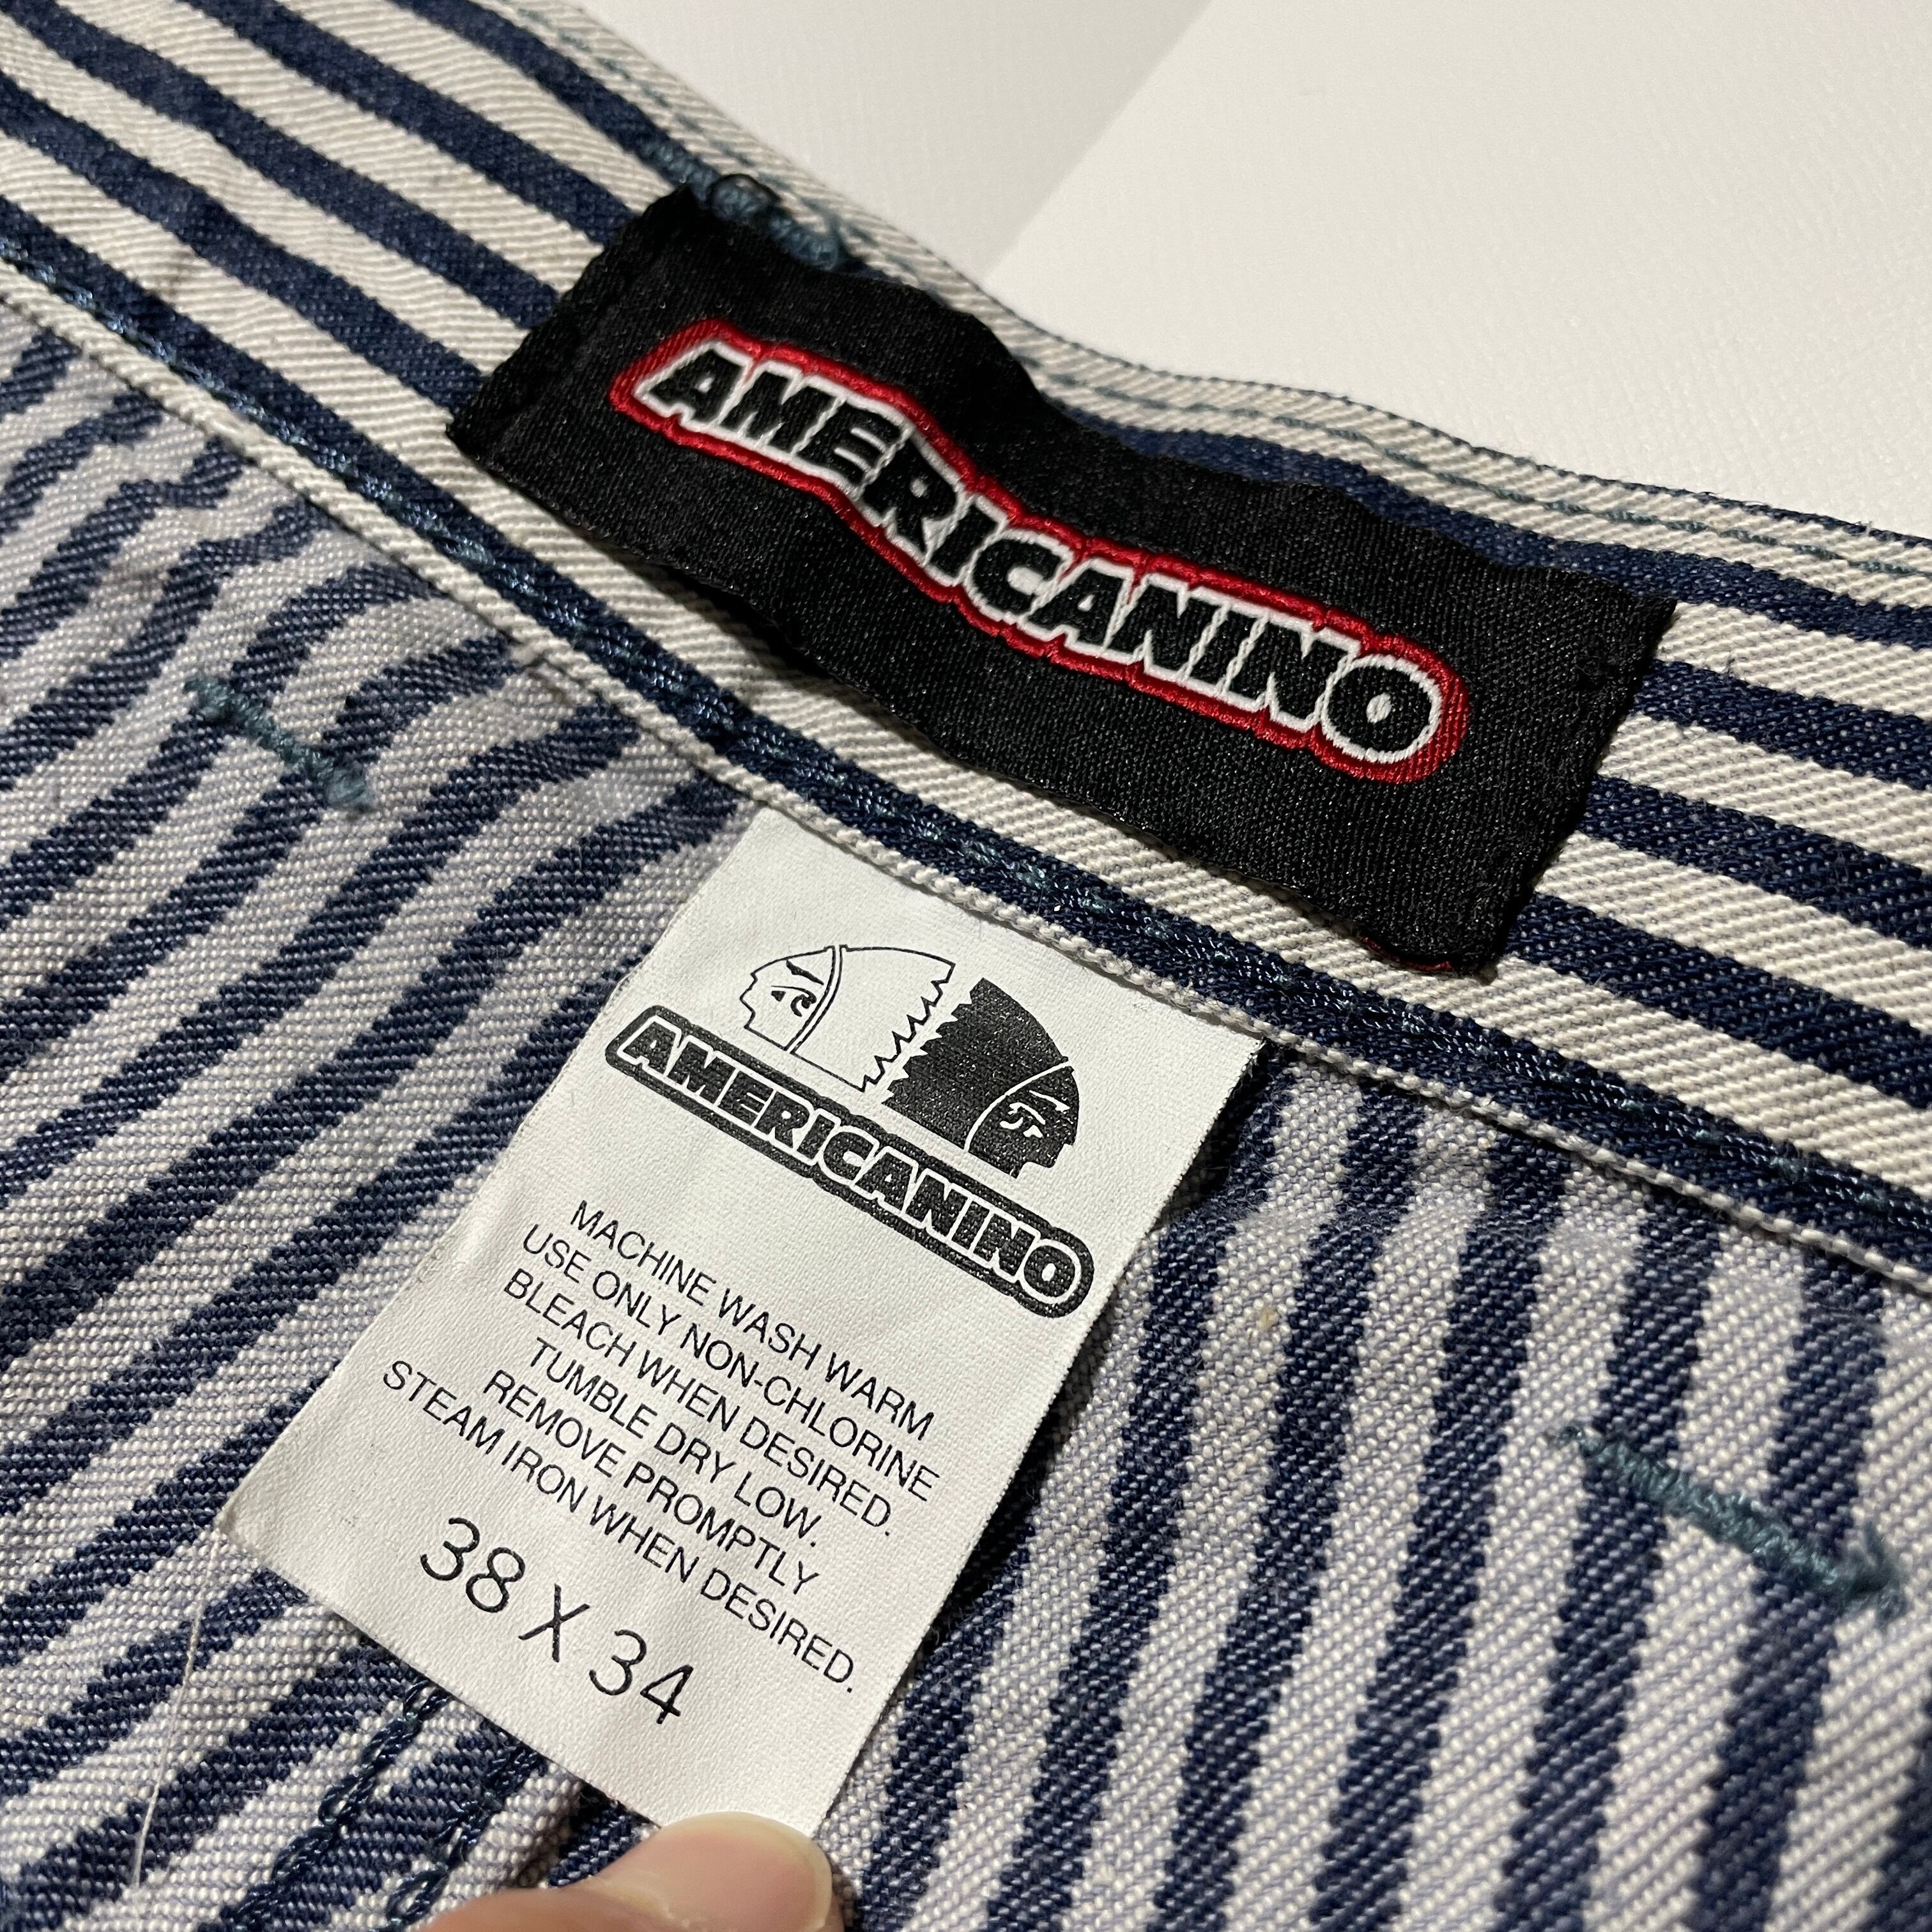 AMERICANINO
AMERICANINO
MACHINE WASH WARM
USE ONLY NON-CHLORINE
BLEACH WHEN DESIRED.
TUMBLE DRY LOW.
REMOVE PROMPTLY
STEAM IRON WHEN DESIRED.
38 X 34